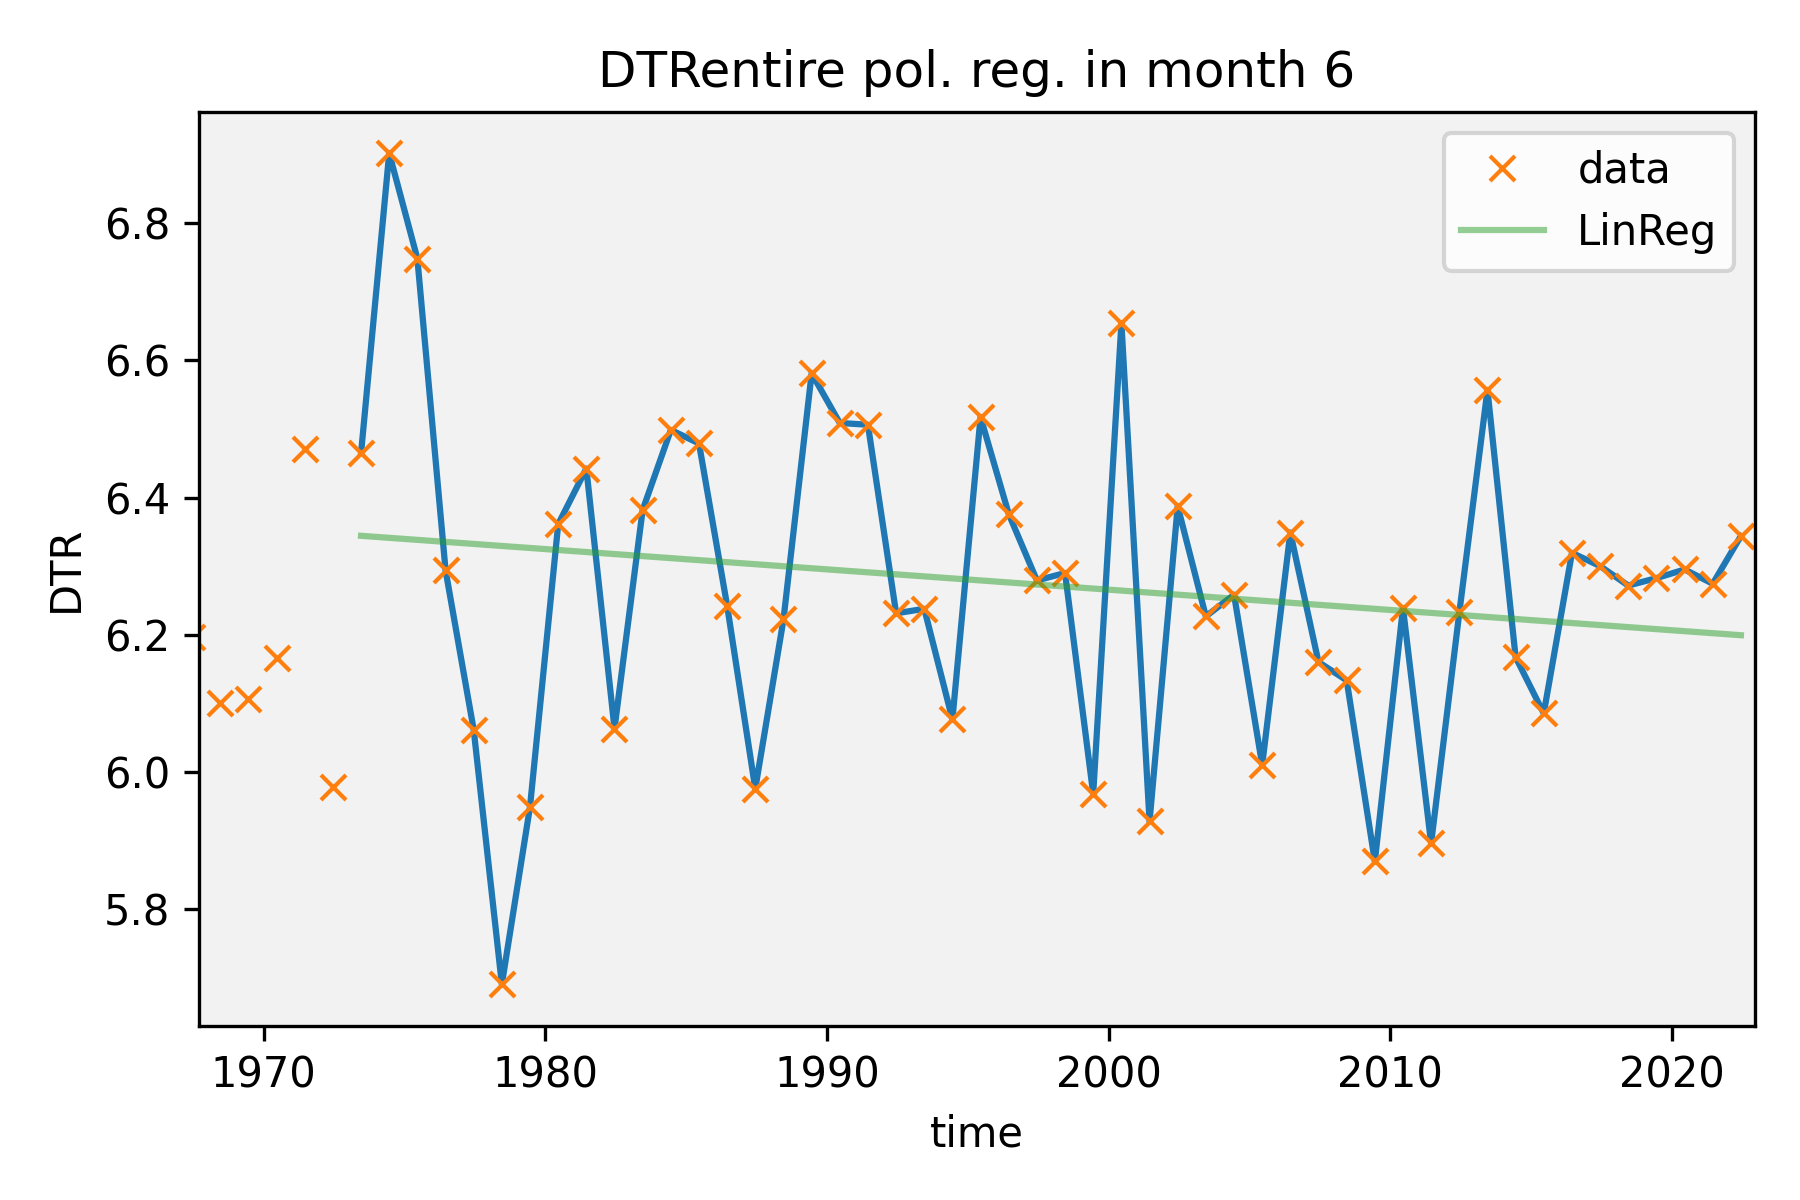 DTRentire pol. reg. in month 6
data
LinReg
DTR
6.8
6.6
6.4
6.2
6.0
5.8
1970 1980 1990 2000 2010 2020
time